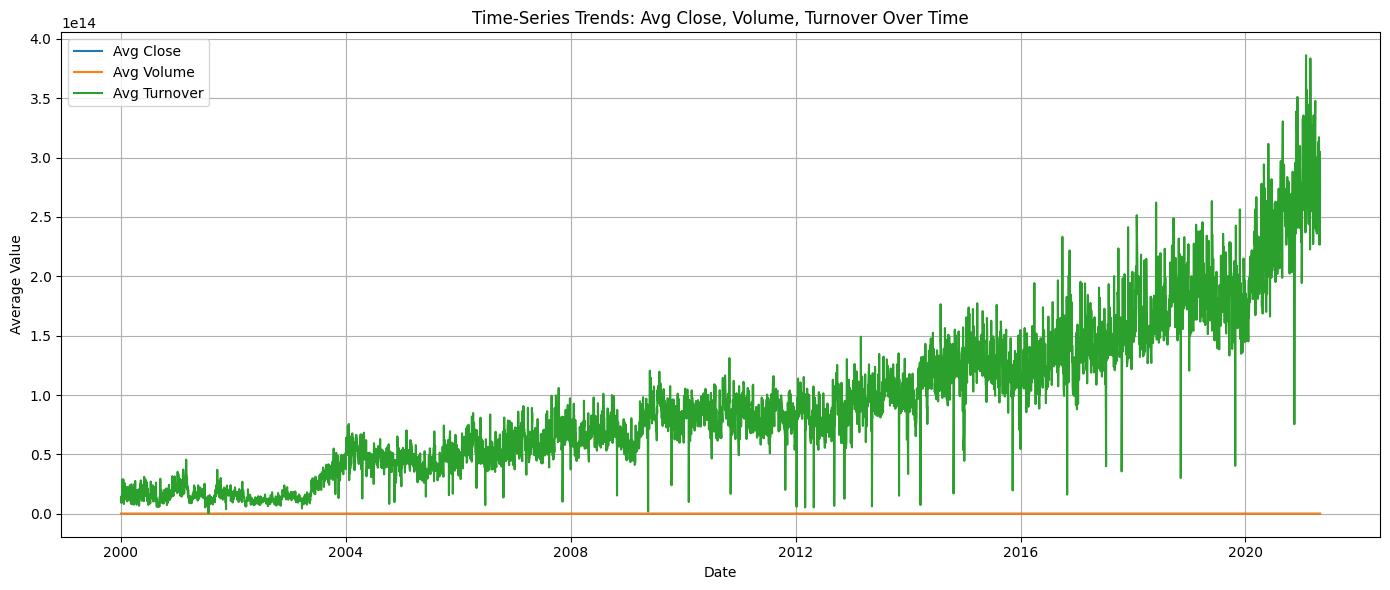 Time-Series Trends: Avg Close, Volume, Turnover Over Time
1e14
Avg Close
Avg Volume
Avg Turnover
4.0
3.5
3.0
2.5
2.0
1.5
1.0
0.5
0.0
Average Value
2000 2004 2008 2012 2016 2020
Date